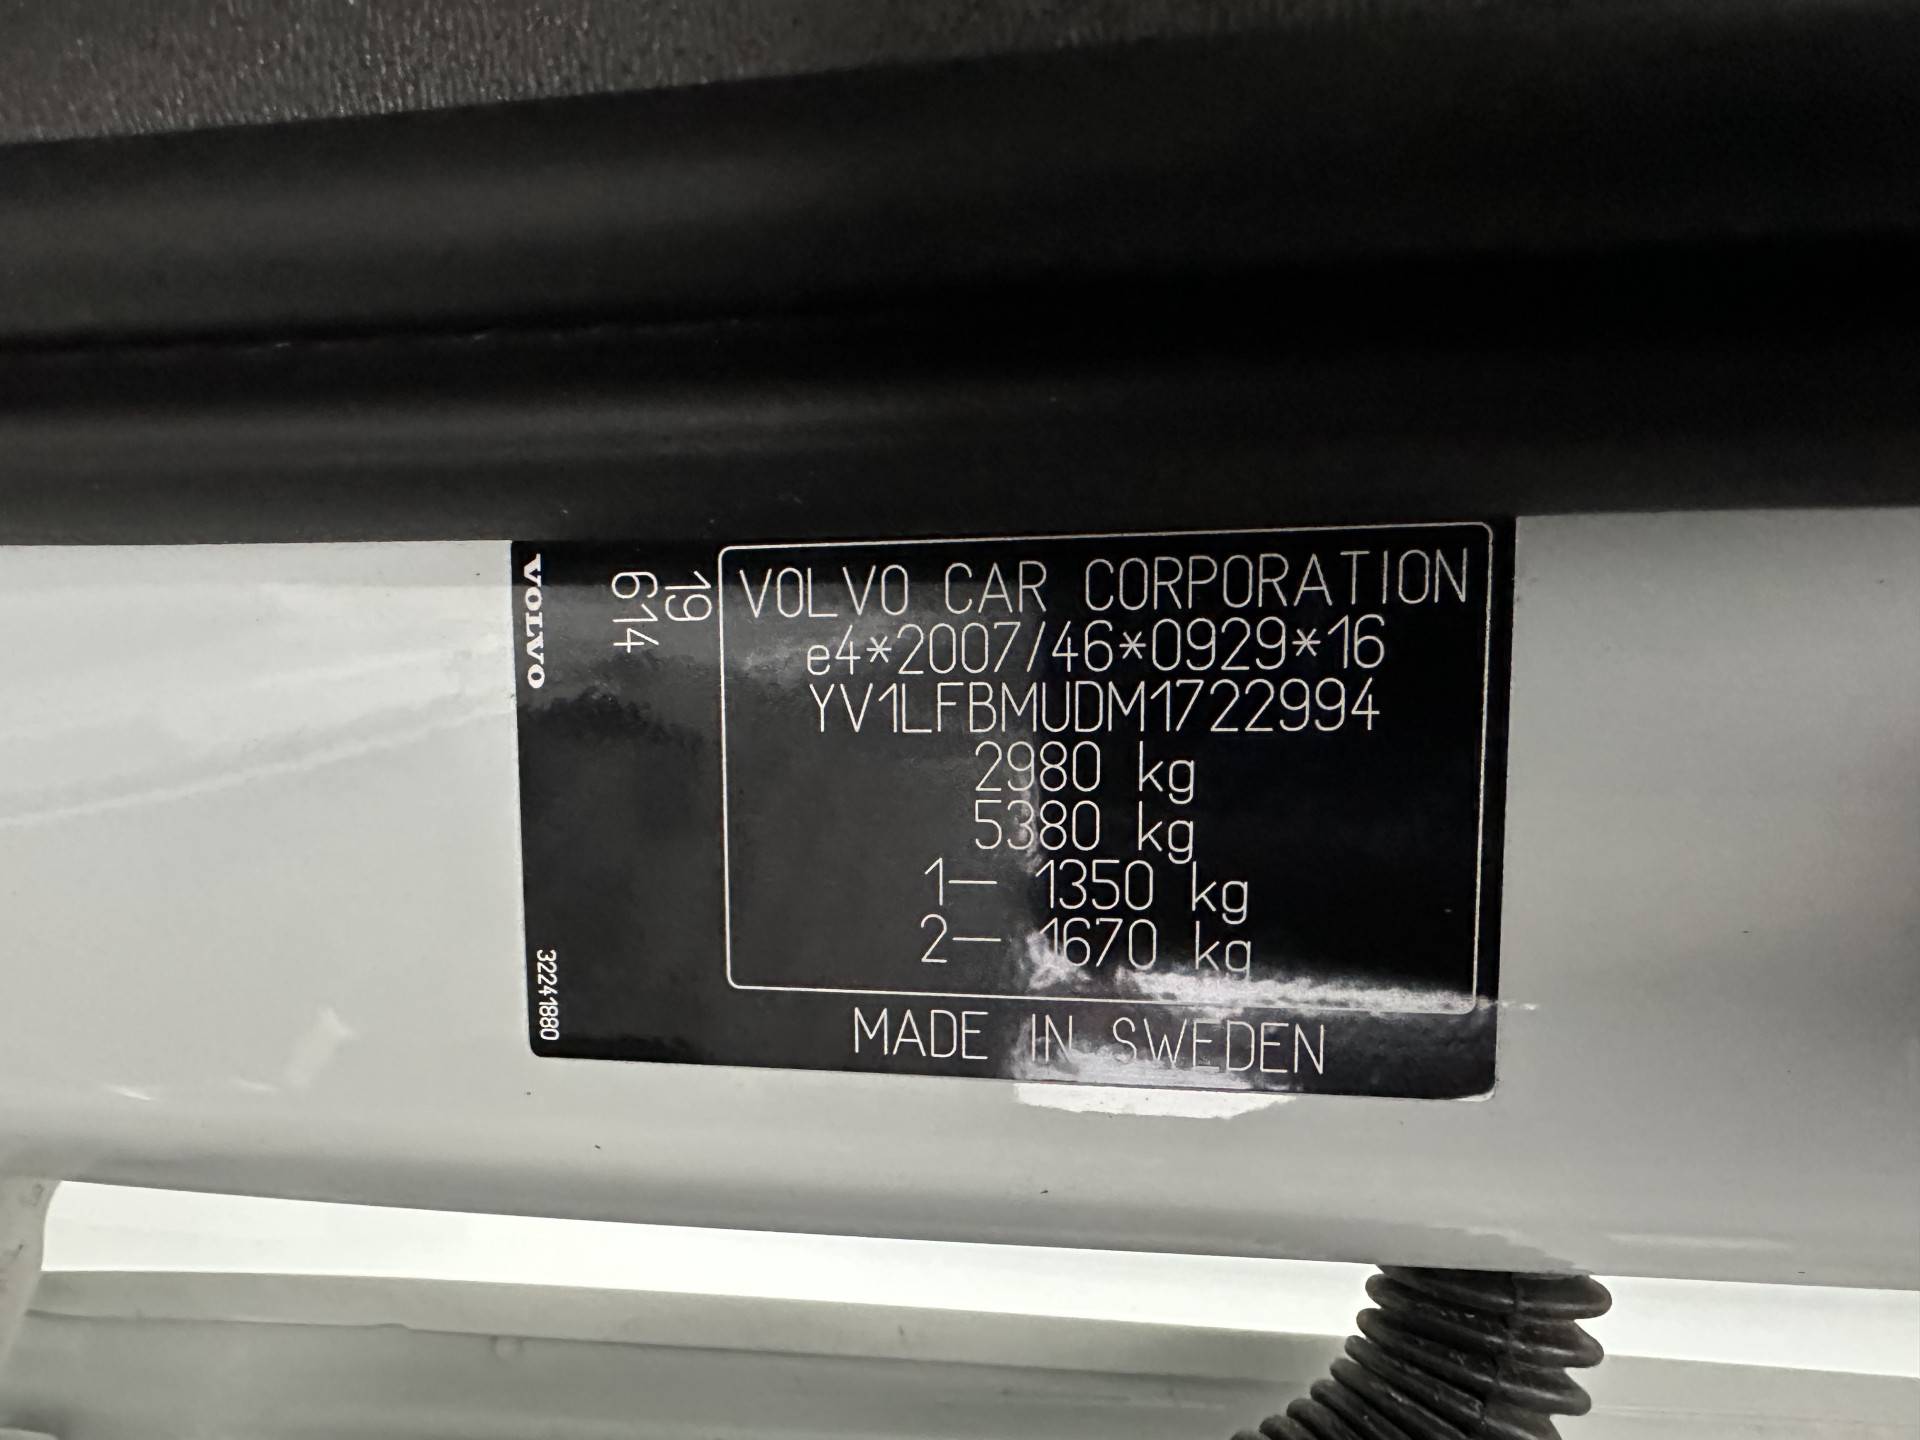 VOLVO
19
614
32241880
VOLVO CAR CORPORATION
e4*2007/46*0929*16
YV1LFBMUDM1722994
2980 kg
5380 kg
1— 1350 kg
2— 1670 kg
MADE IN SWEDEN